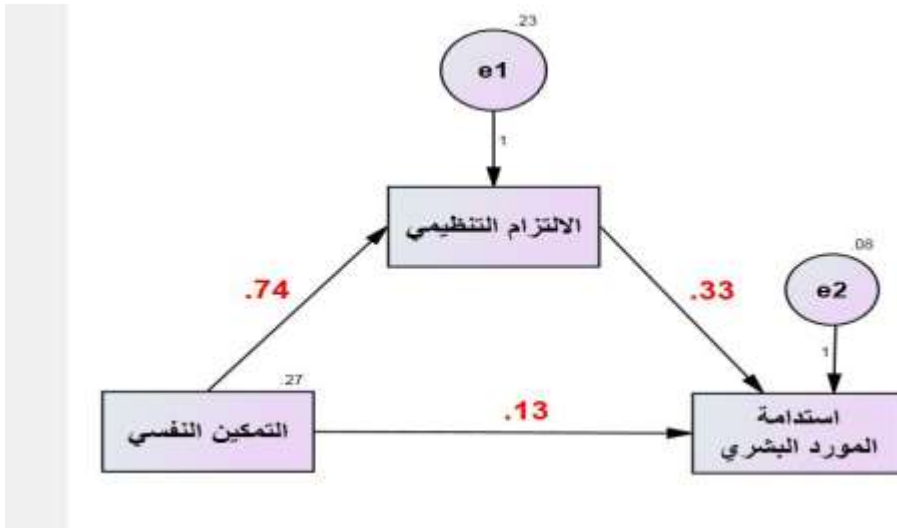 .23
e1
1
الالتزام التنظيمي
.08
e2
.74
.33
1
.27
التمكين النفسي
.13
استدامة
المورد البشري